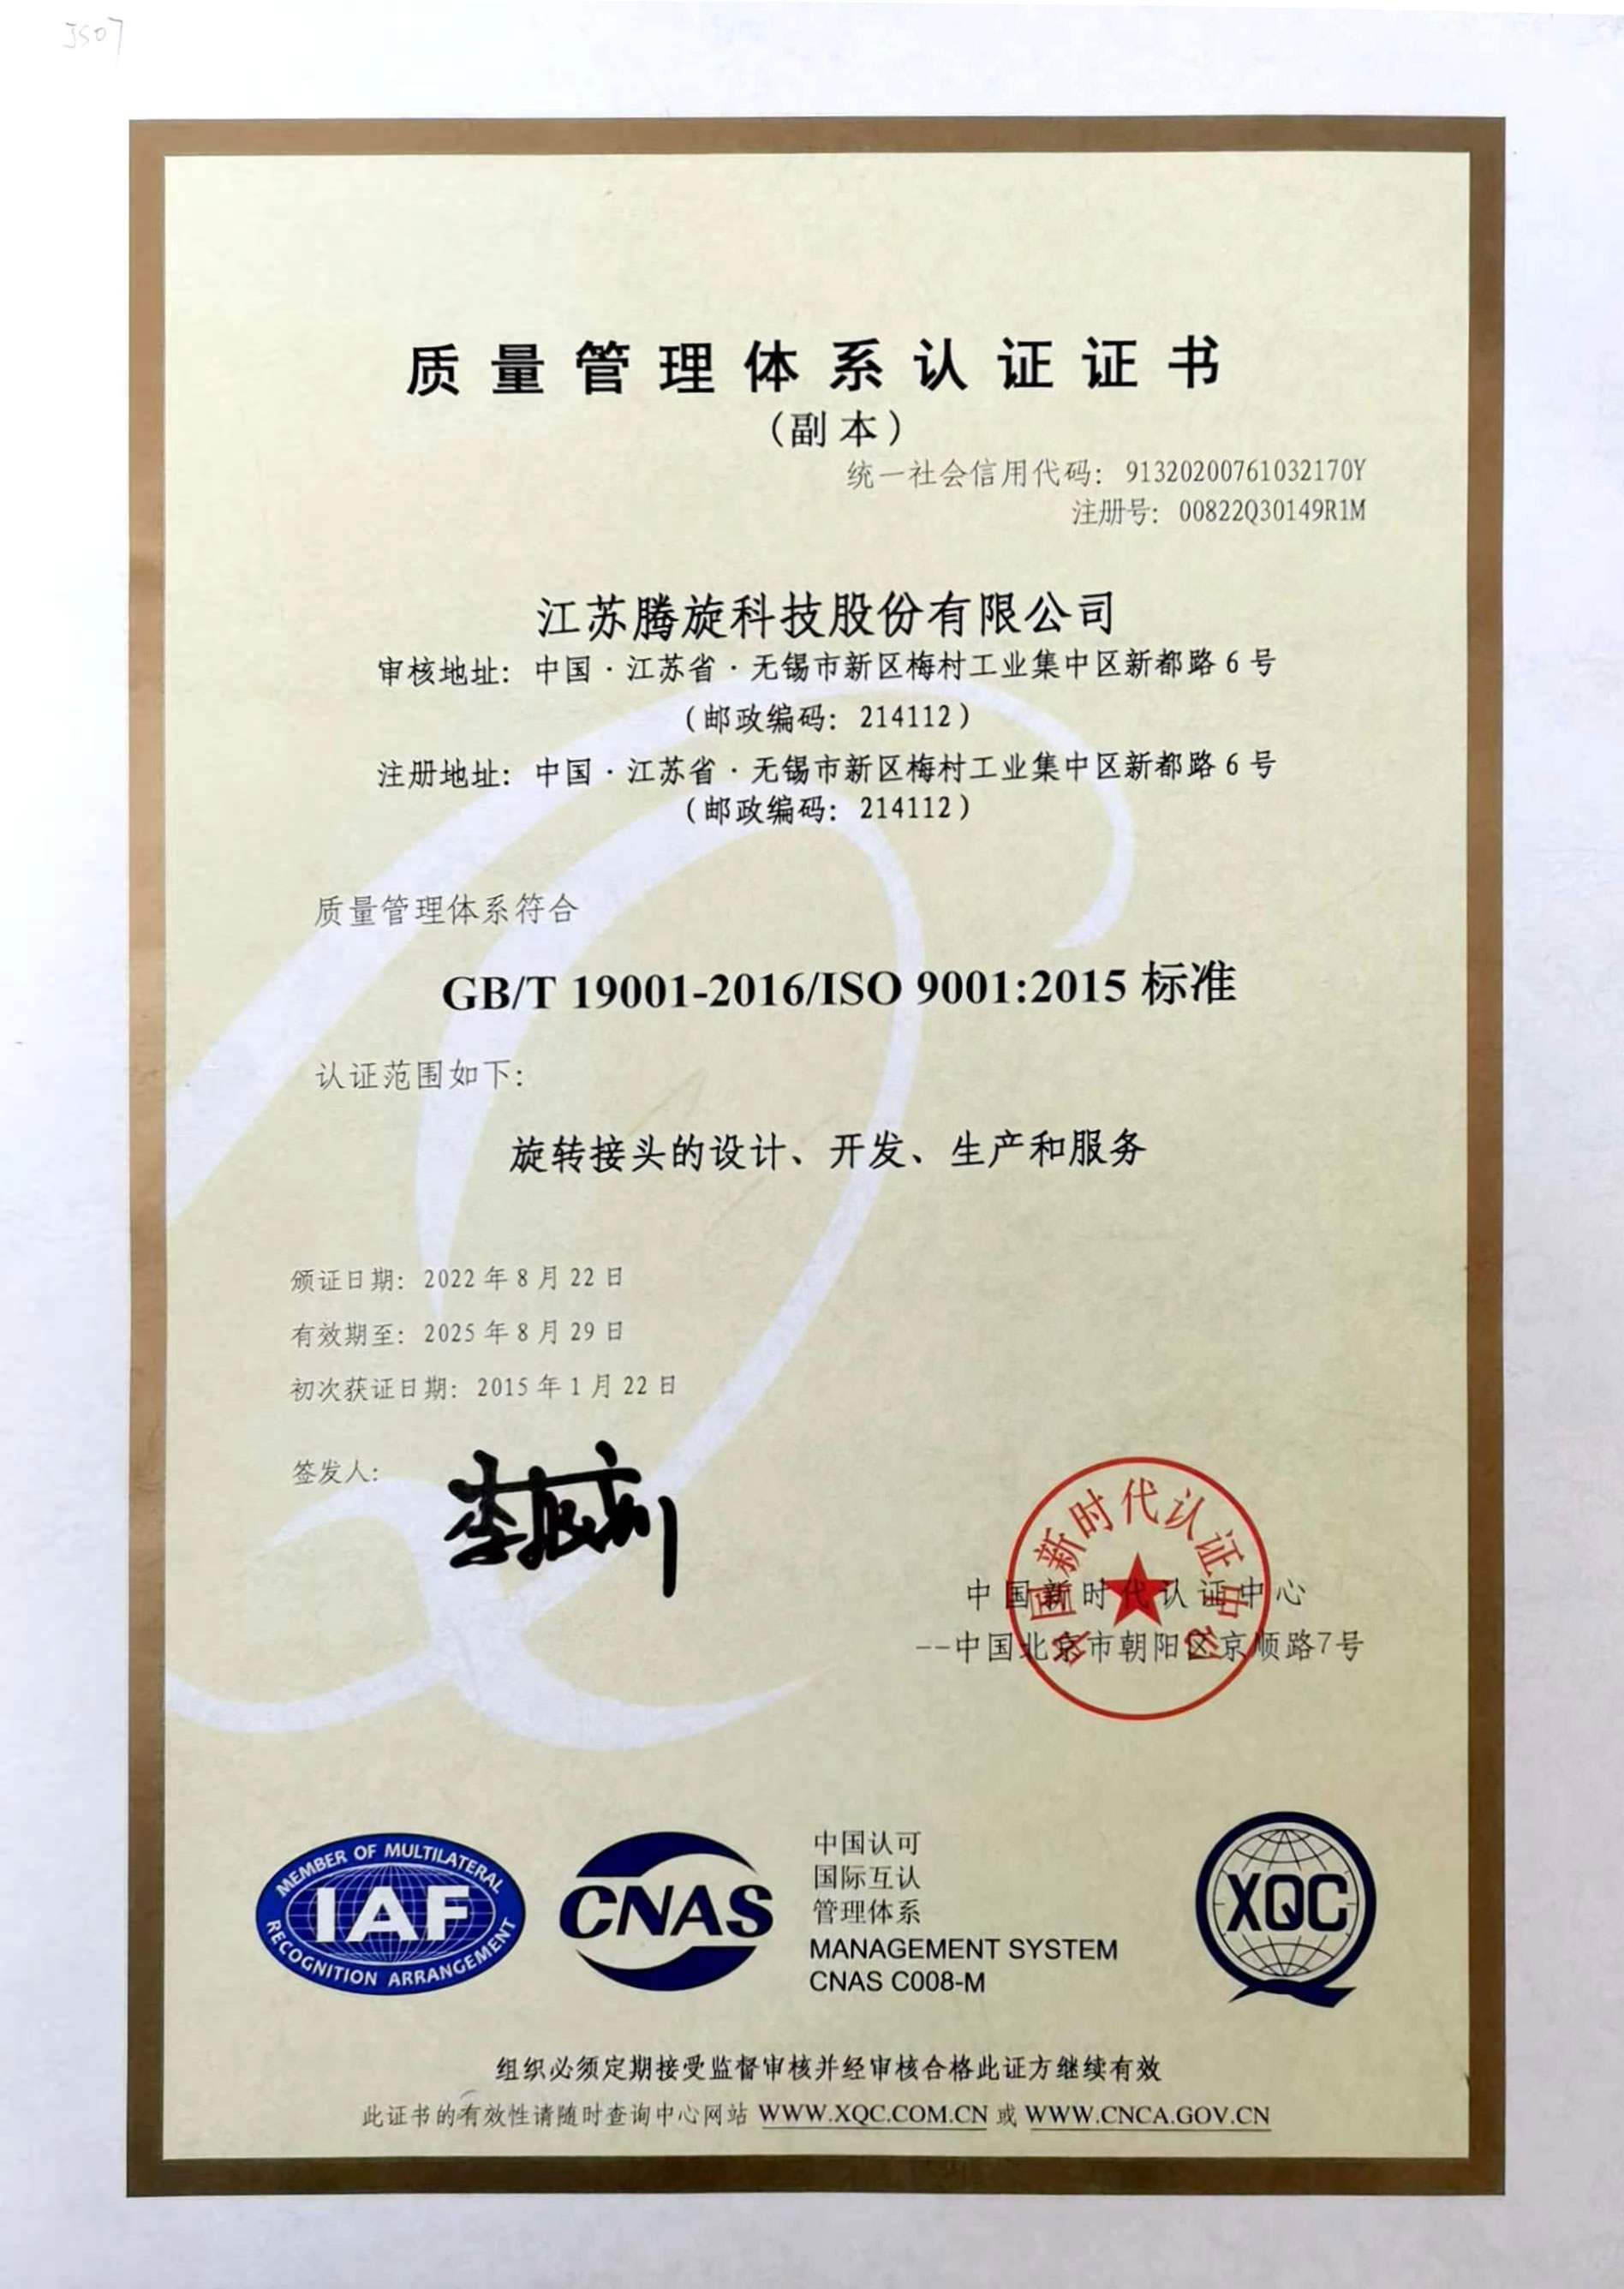 JS07
质量管理体系认证证书
（副本）
统一社会信用代码：91320200761032170Y
注册号：00822Q30149R1M
江苏腾旋科技股份有限公司
审核地址：中国·江苏省·无锡市新区梅村工业集中区新都路6号
（邮政编码：214112）
注册地址：中国·江苏省·无锡市新区梅村工业集中区新都路6号
（邮政编码：214112）
质量管理体系符合
GB/T 19001-2016/ISO 9001:2015 标准
认证范围如下：
旋转接头的设计、开发、生产和服务
颁证日期：2022年8月22日
有效期至：2025年8月29日
初次获证日期：2015年1月22日
签发人：
中国新时代认证中心
中国新时代认证中心
--中国北京市朝阳区京顺路7号
MEMBER OF MULTILATERAL
IAF
RECOGNITION ARRANGEMENT
CNAS
中国认可
国际互认
管理体系
MANAGEMENT SYSTEM
CNAS C008-M
XQC
组织必须定期接受监督审核并经审核合格此证方继续有效
此证书的有效性请随时查询中心网站 WWW.XQC.COM.CN 或 WWW.CNCA.GOV.CN